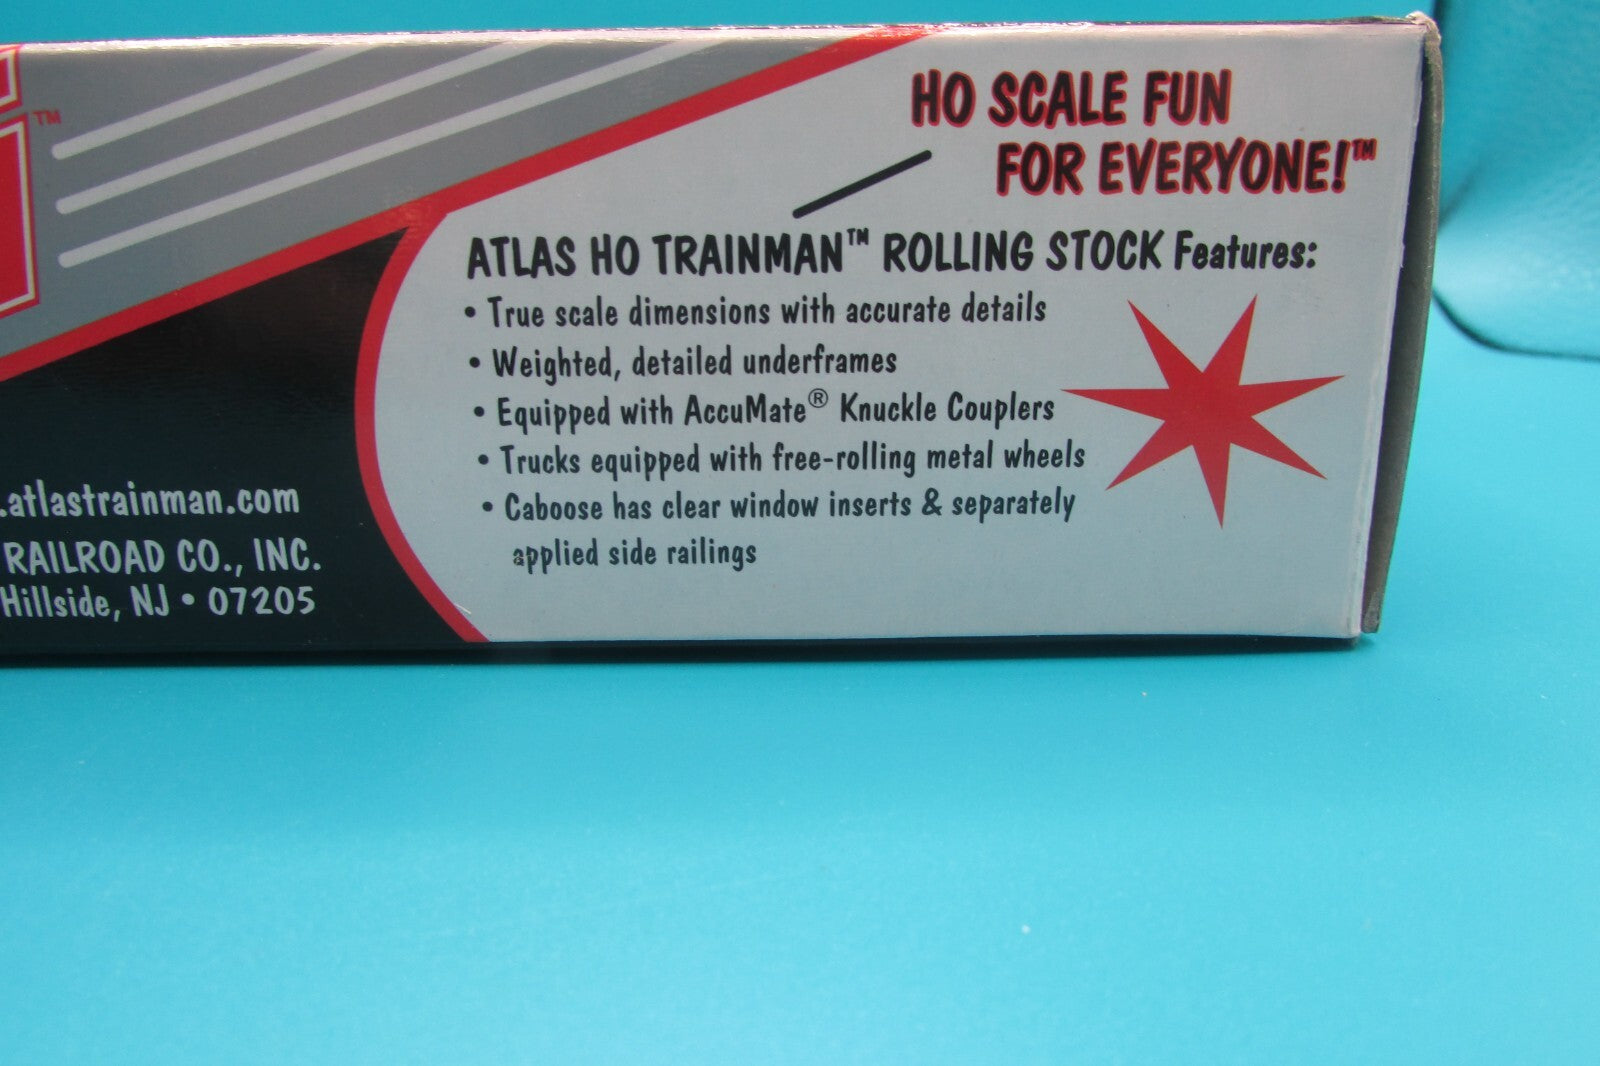 HO SCALE FUN
FOR EVERYONE!™
™
ATLAS HO TRAINMAN™ ROLLING STOCK Features:
• True scale dimensions with accurate details
• Weighted, detailed underframes
• Equipped with AccuMate® Knuckle Couplers
• Trucks equipped with free-rolling metal wheels
• Caboose has clear window inserts & separately
applied side railings
.atlastrainman.com
RAILROAD CO., INC.
Hillside, NJ • 07205